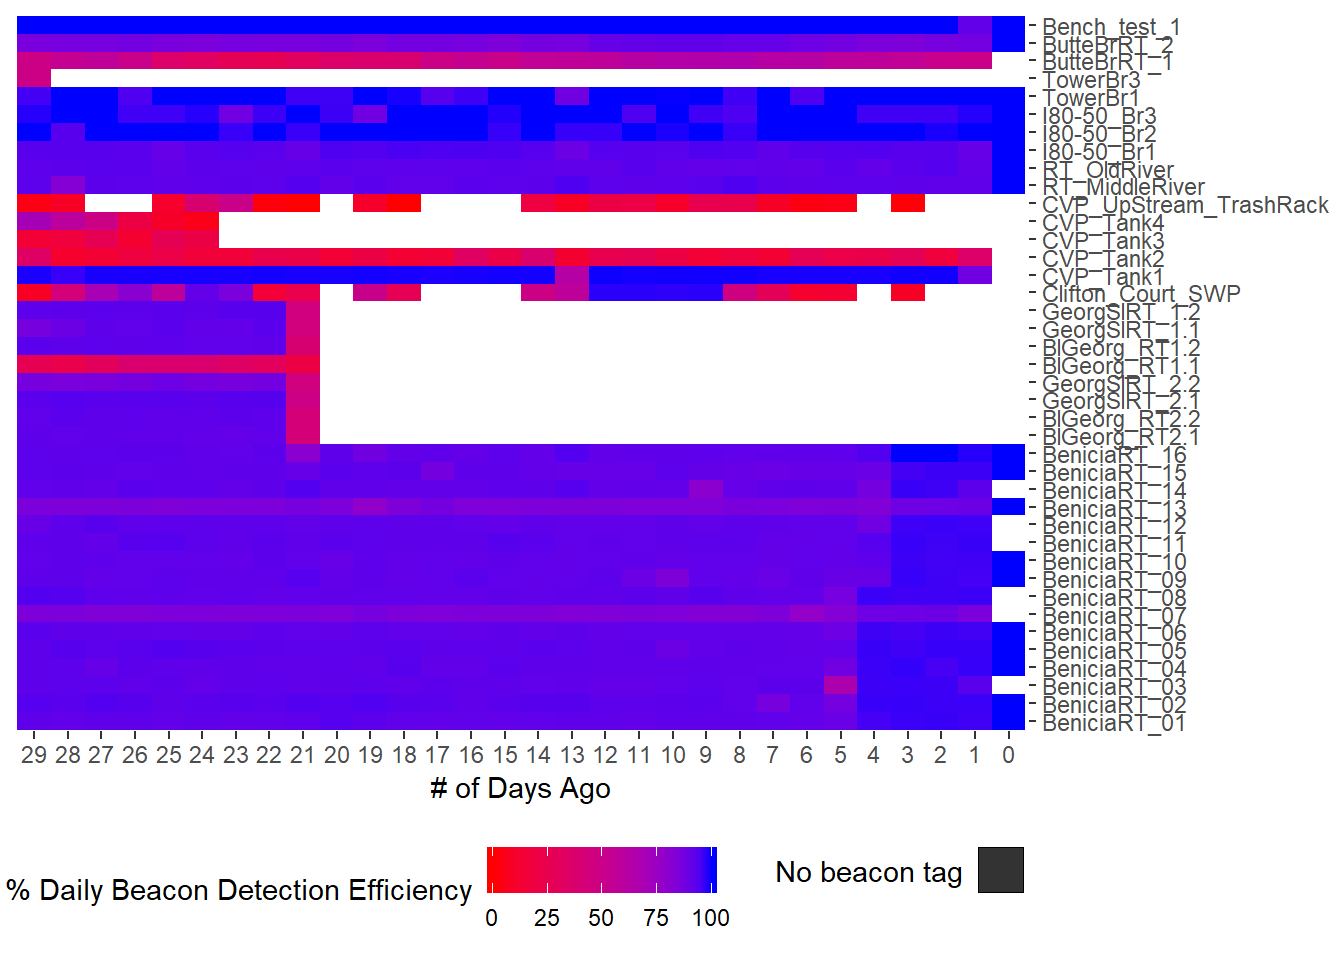 Bench_test_1
ButteBrRT_2
ButteBrRT_1
TowerBr3
TowerBr1
I80-50_Br3
I80-50_Br2
I80-50_Br1
RT_OldRiver
RT_MiddleRiver
CVP_UpStream_TrashRack
CVP_Tank4
CVP_Tank3
CVP_Tank2
CVP_Tank1
Clifton_Court_SWP
GeorgSlRT_1.2
GeorgSlRT_1.1
BlGeorg_RT1.2
BlGeorg_RT1.1
GeorgSlRT_2.2
GeorgSlRT_2.1
BlGeorg_RT2.2
BlGeorg_RT2.1
BeniciaRT_16
BeniciaRT_15
BeniciaRT_14
BeniciaRT_13
BeniciaRT_12
BeniciaRT_11
BeniciaRT_10
BeniciaRT_09
BeniciaRT_08
BeniciaRT_07
BeniciaRT_06
BeniciaRT_05
BeniciaRT_04
BeniciaRT_03
BeniciaRT_02
BeniciaRT_01
29 28 27 26 25 24 23 22 21 20 19 18 17 16 15 14 13 12 11 10 9 8 7 6 5 4 3 2 1 0
# of Days Ago
% Daily Beacon Detection Efficiency
0 25 50 75 100
No beacon tag